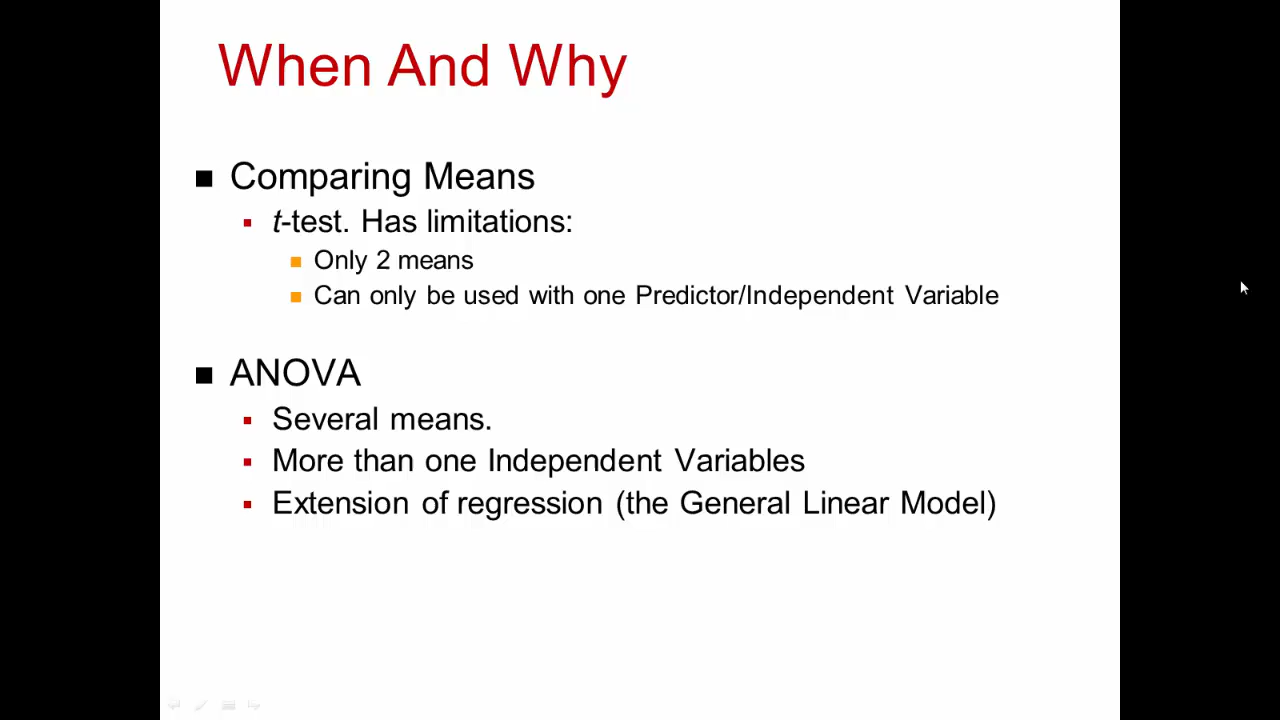 When And Why
Comparing Means
t-test. Has limitations:
Only 2 means
Can only be used with one Predictor/Independent Variable
ANOVA
Several means.
More than one Independent Variables
Extension of regression (the General Linear Model)